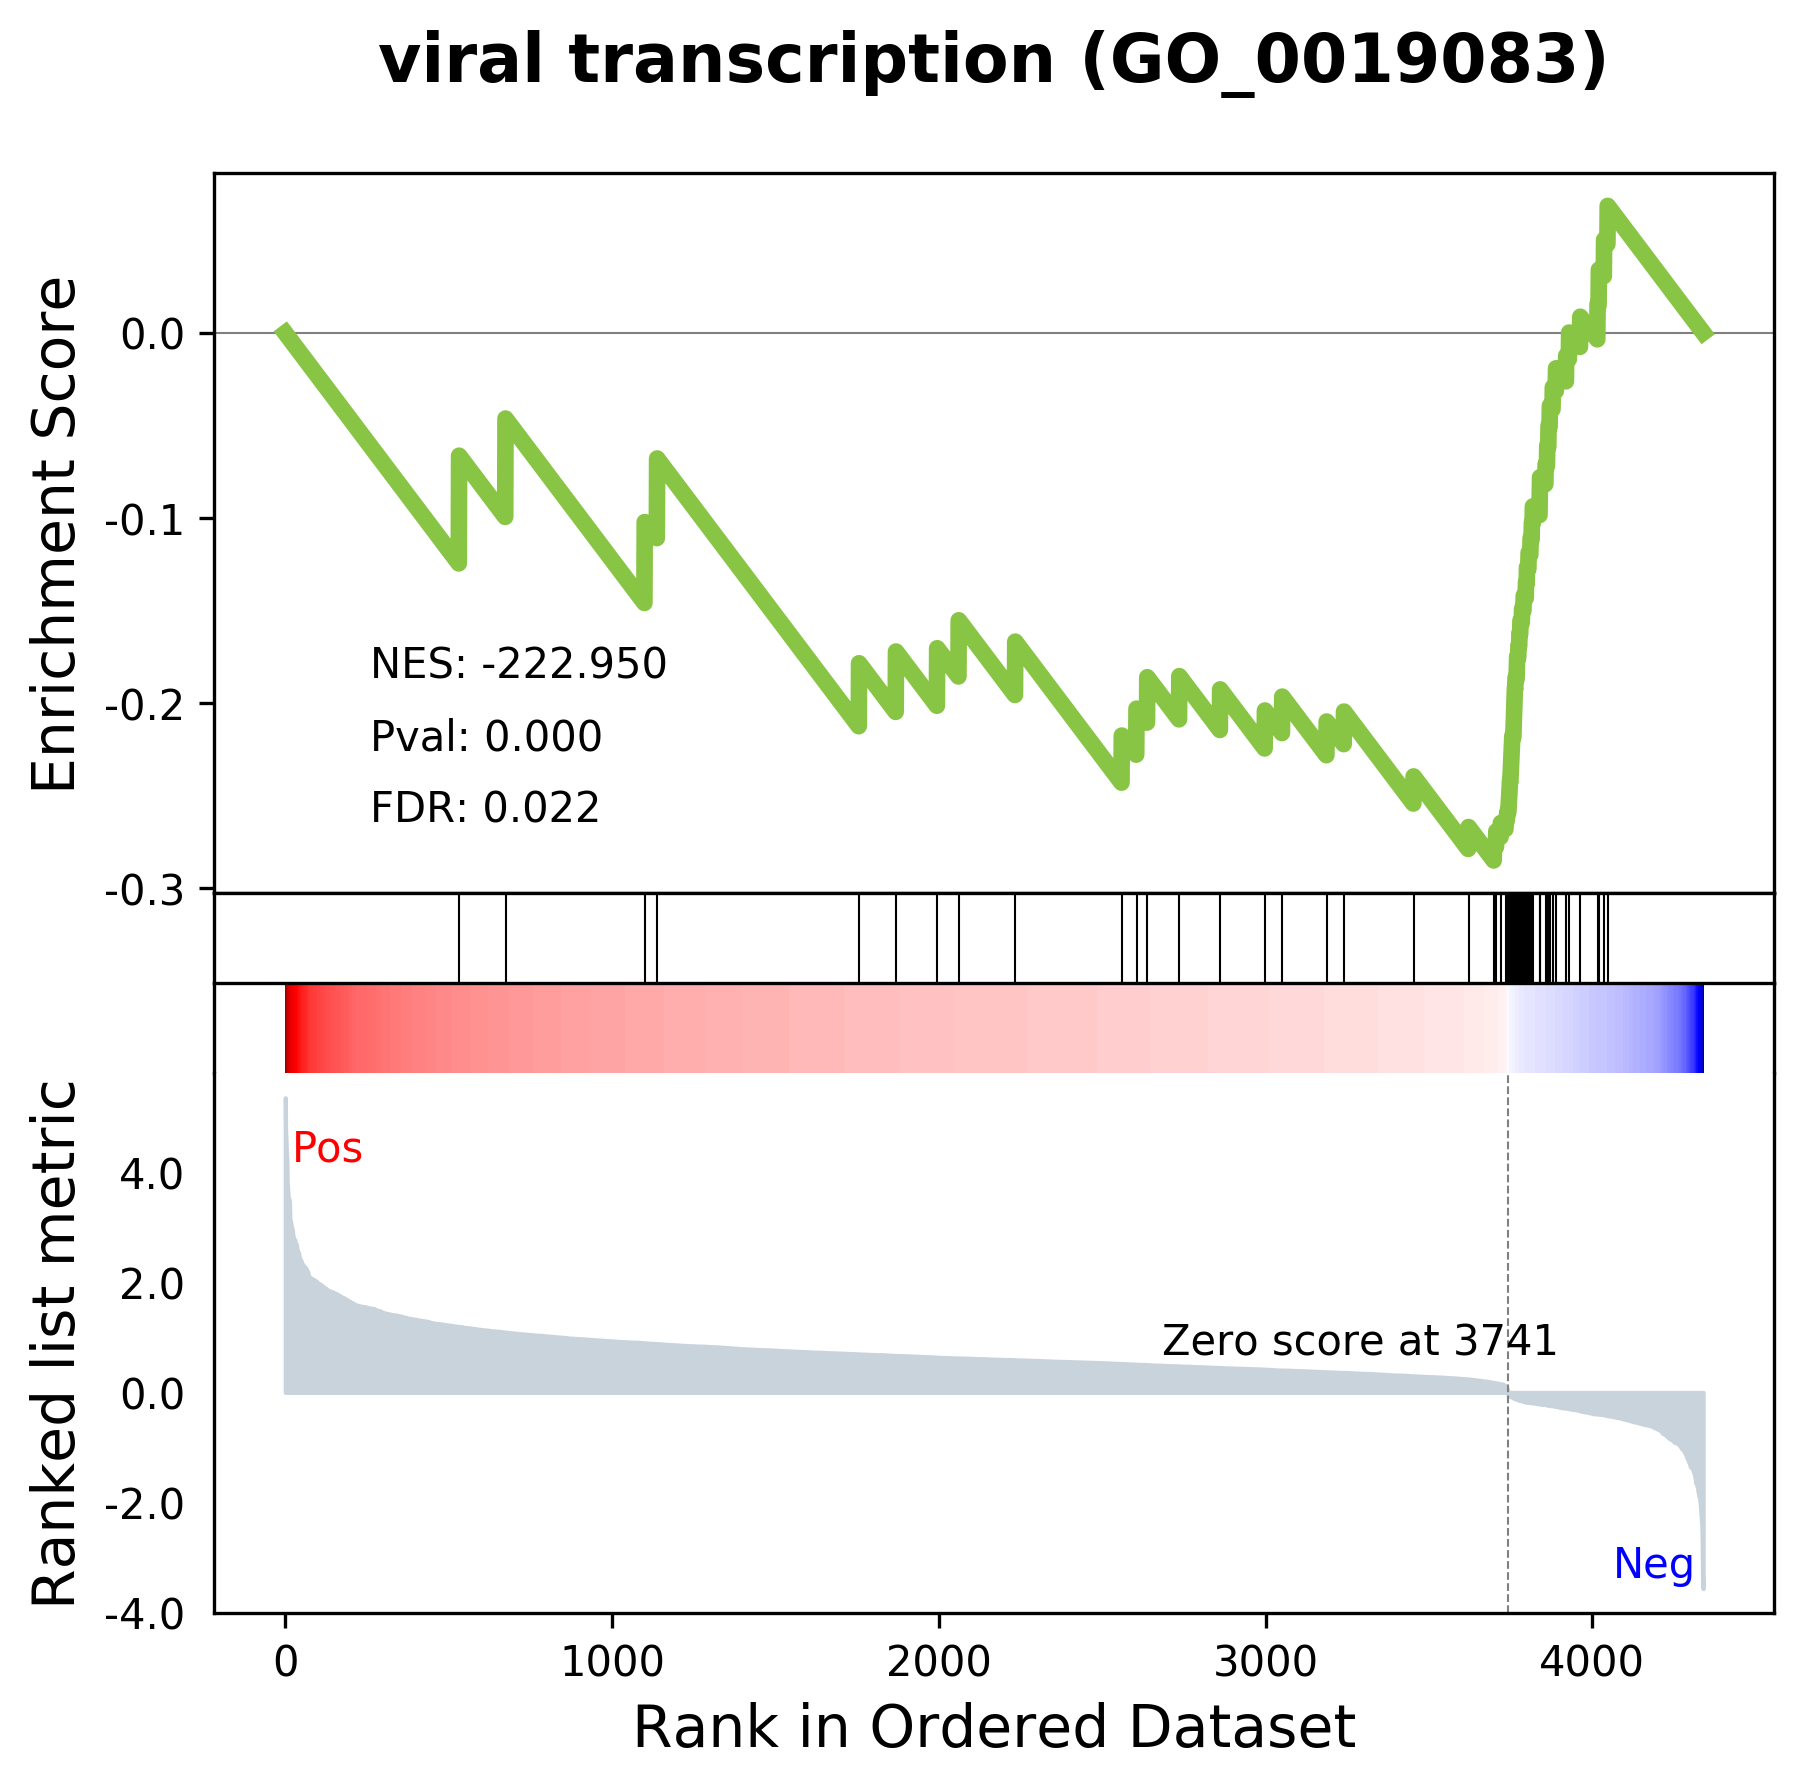 viral transcription (GO_0019083)
Enrichment Score
0.0
-0.1
-0.2
-0.3
NES: -222.950
Pval: 0.000
FDR: 0.022
Ranked list metric
4.0
2.0
0.0
-2.0
-4.0
Pos
Zero score at 3741
Neg
0 1000 2000 3000 4000
Rank in Ordered Dataset